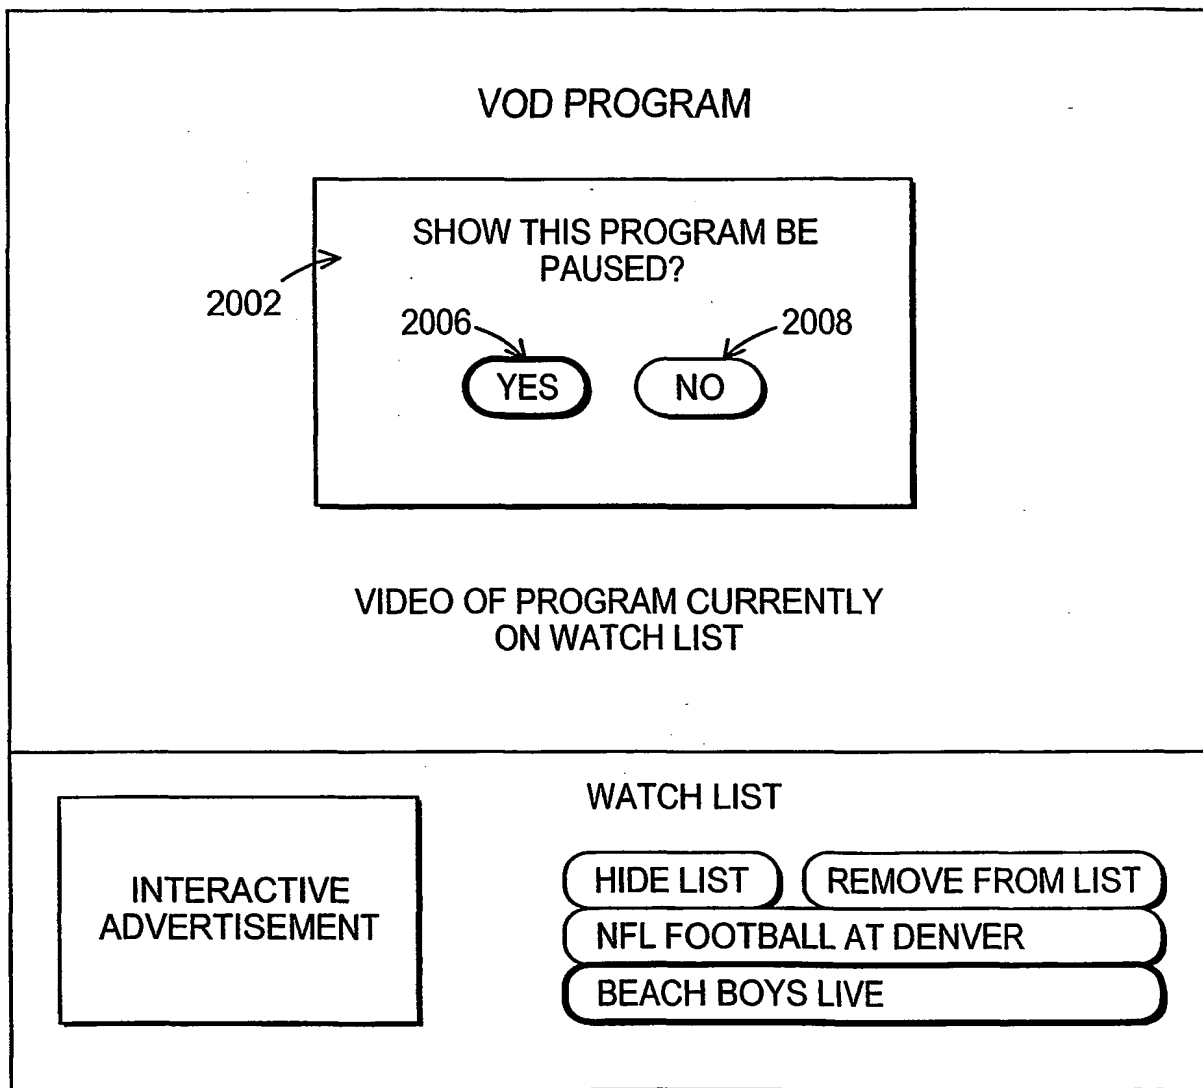 VOD PROGRAM
SHOW THIS PROGRAM BE
PAUSED?
2002
2006
2008
YES
NO
VIDEO OF PROGRAM CURRENTLY
ON WATCH LIST
WATCH LIST
INTERACTIVE
ADVERTISEMENT
HIDE LIST
REMOVE FROM LIST
NFL FOOTBALL AT DENVER
BEACH BOYS LIVE